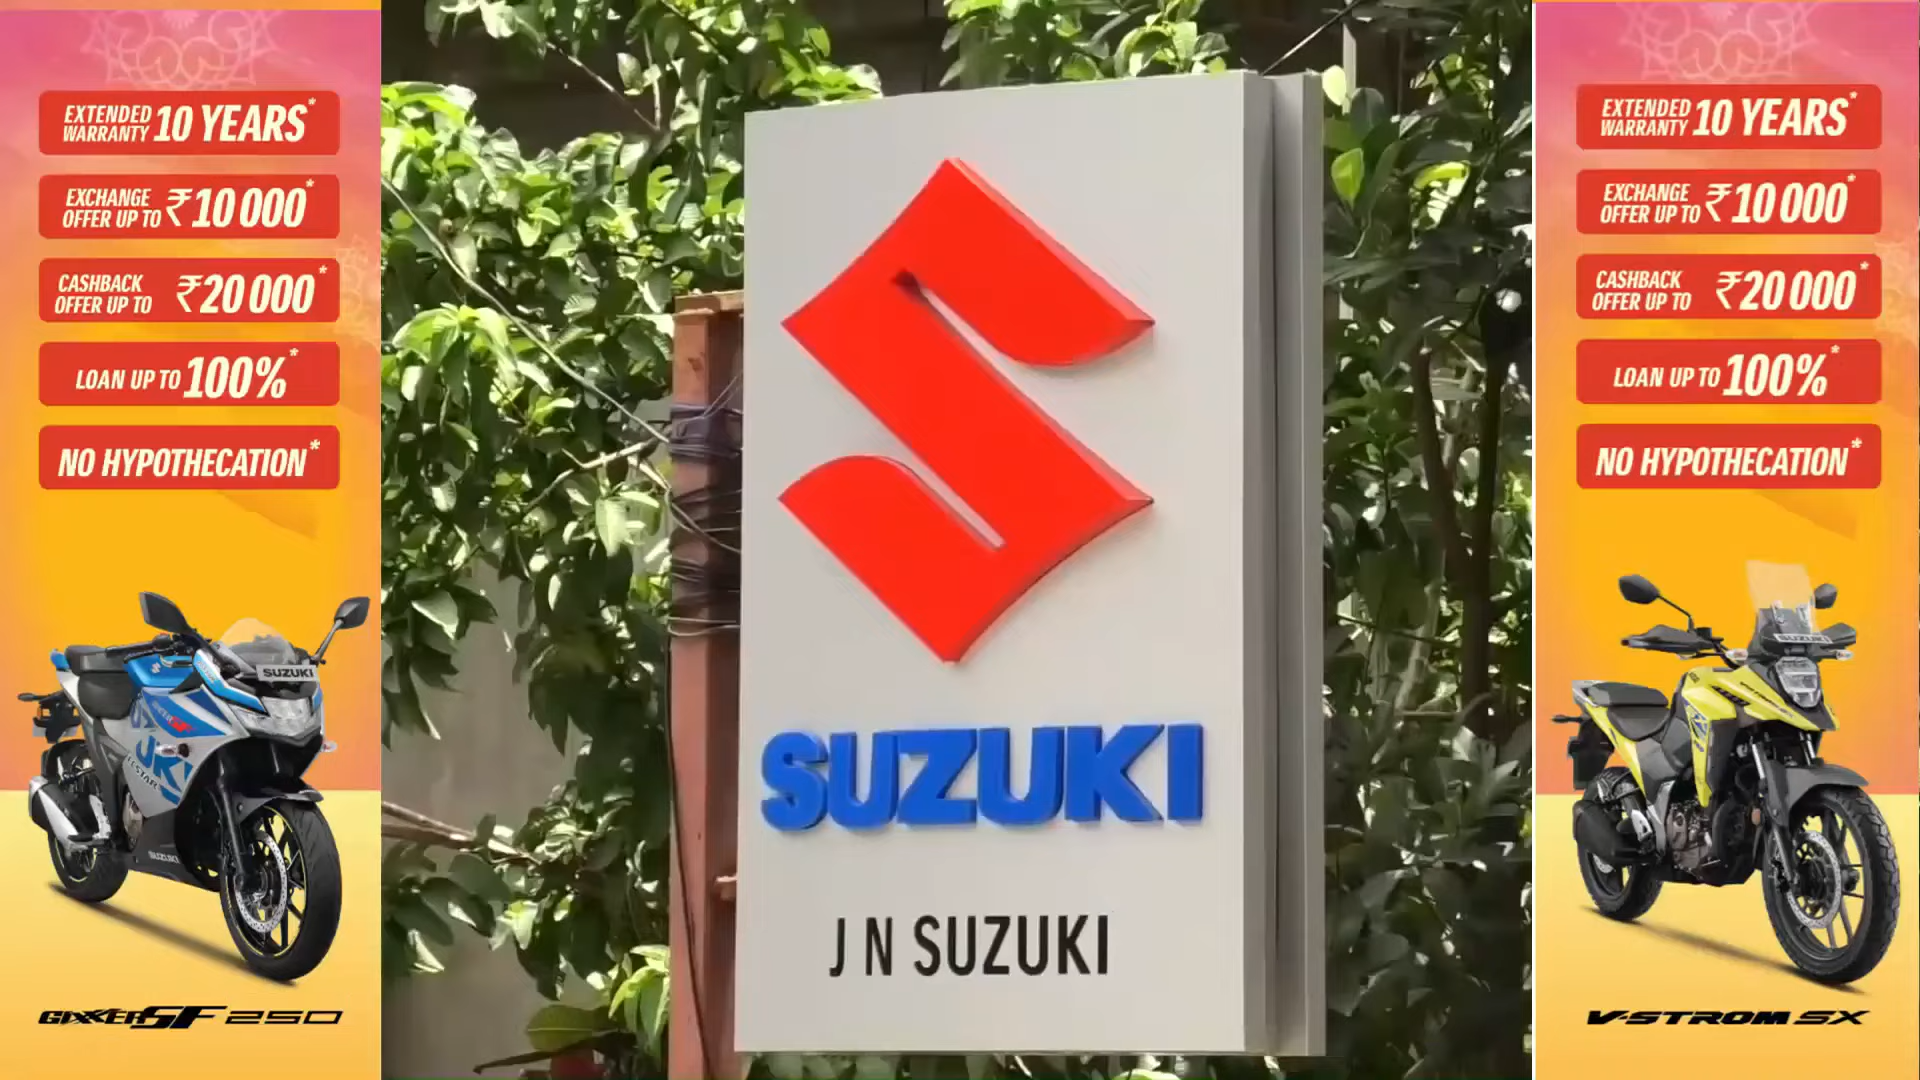 EXTENDED
WARRANTY 10 YEARS*
EXCHANGE
OFFER UP TO ₹10 000*
CASHBACK
OFFER UP TO ₹20 000*
LOAN UP TO 100%*
NO HYPOTHECATION*
SUZUKI
SUZUKI
GIXXER SF 250
SUZUKI
J N SUZUKI
EXTENDED
WARRANTY 10 YEARS*
EXCHANGE
OFFER UP TO ₹10 000*
CASHBACK
OFFER UP TO ₹20 000*
LOAN UP TO 100%*
NO HYPOTHECATION*
SUZUKI
V-STROM SX